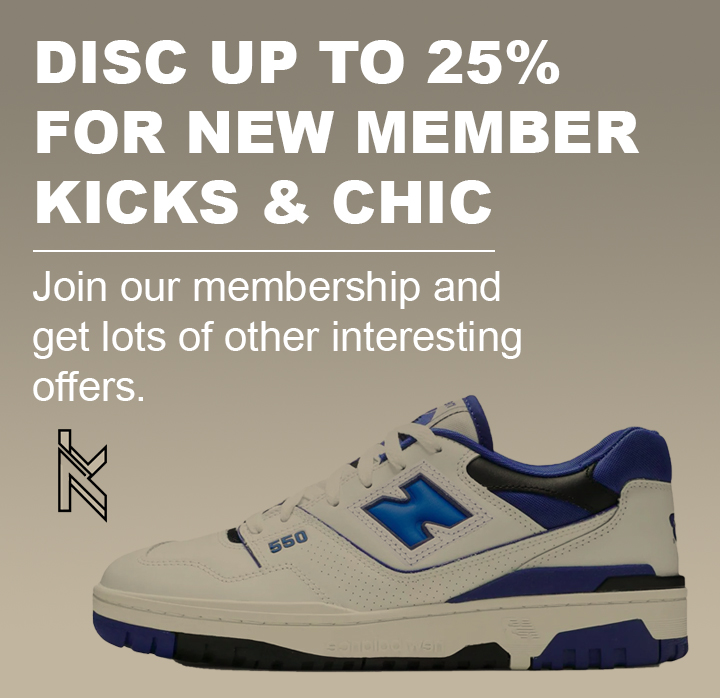 DISC UP TO 25%
FOR NEW MEMBER
KICKS & CHIC
Join our membership and
get lots of other interesting
offers.
550